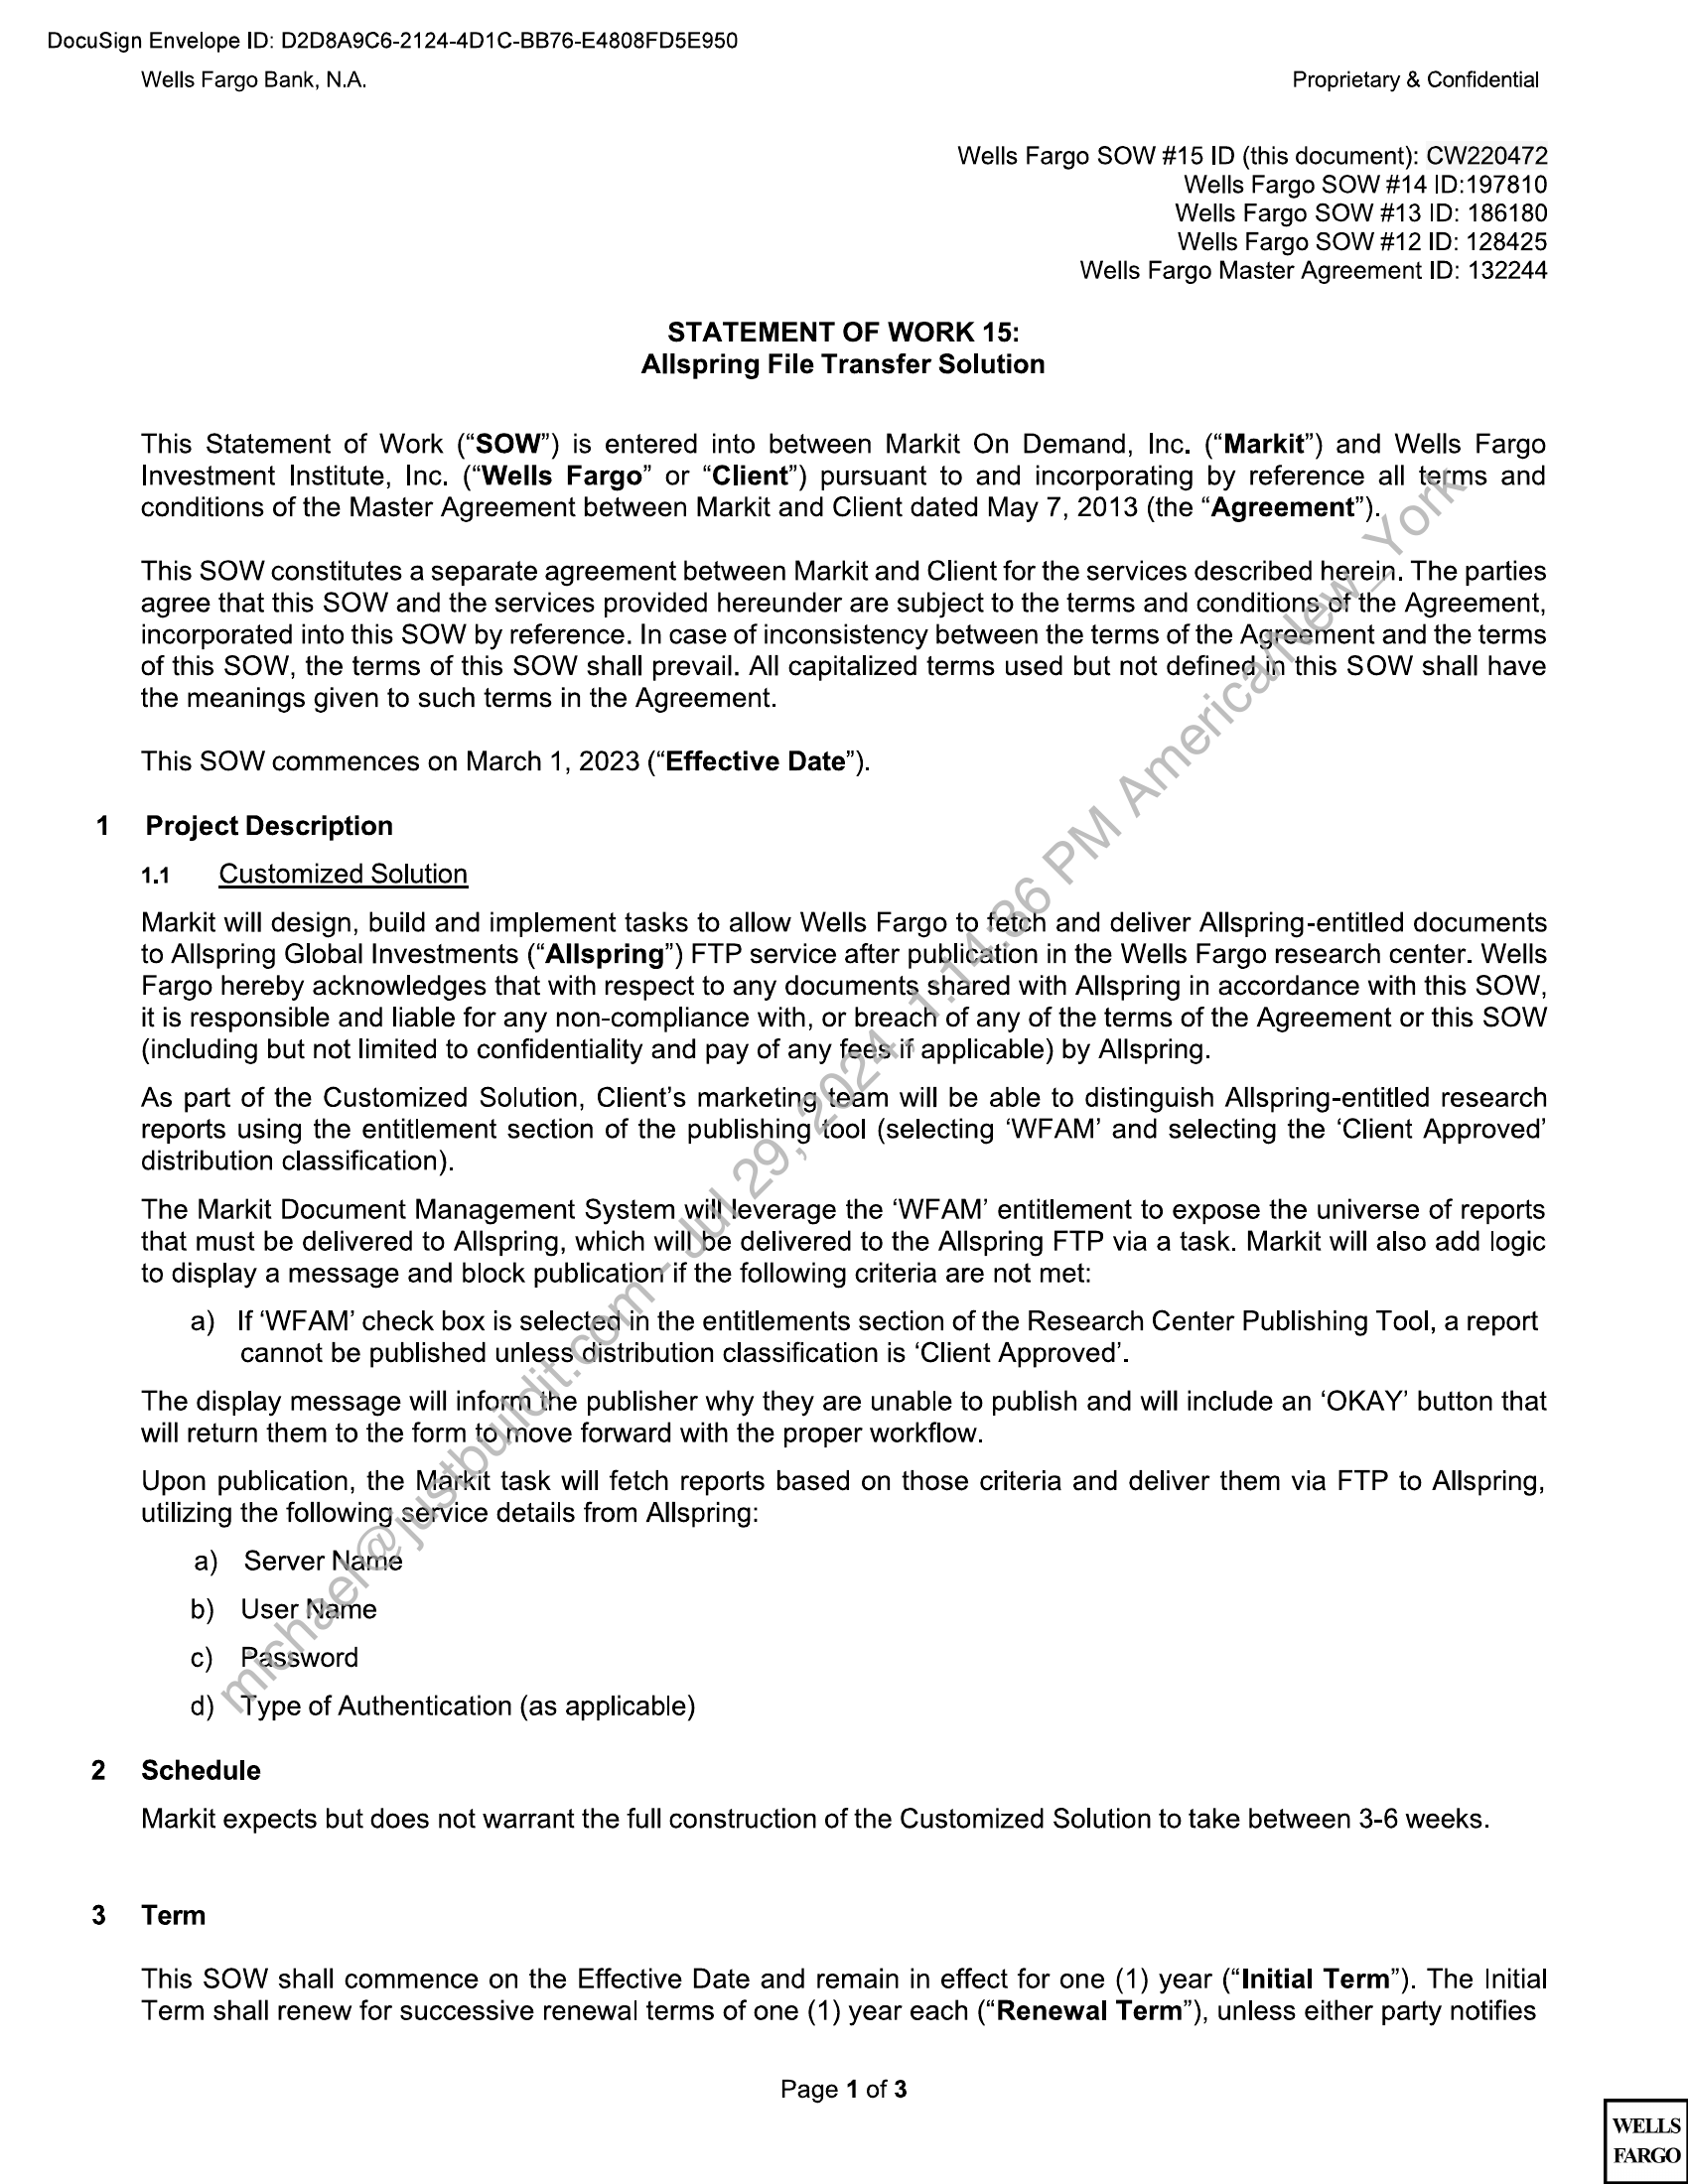 DocuSign Envelope ID: D2D8A9C6-2124-4D1C-BB76-E4808FD5E950
Wells Fargo Bank, N.A.
Proprietary & Confidential
Wells Fargo SOW #15 ID (this document): CW220472
Wells Fargo SOW #14 ID:197810
Wells Fargo SOW #13 ID: 186180
Wells Fargo SOW #12 ID: 128425
Wells Fargo Master Agreement ID: 132244
STATEMENT OF WORK 15:
Allspring File Transfer Solution
This Statement of Work (“SOW”) is entered into between Markit On Demand, Inc. (“Markit”) and Wells Fargo
Investment Institute, Inc. (“Wells Fargo” or “Client”) pursuant to and incorporating by reference all terms and
conditions of the Master Agreement between Markit and Client dated May 7, 2013 (the “Agreement”).
This SOW constitutes a separate agreement between Markit and Client for the services described herein. The parties
agree that this SOW and the services provided hereunder are subject to the terms and conditions of the Agreement,
incorporated into this SOW by reference. In case of inconsistency between the terms of the Agreement and the terms
of this SOW, the terms of this SOW shall prevail. All capitalized terms used but not defined in this SOW shall have
the meanings given to such terms in the Agreement.
This SOW commences on March 1, 2023 (“Effective Date”).
1 Project Description
1.1 Customized Solution
Markit will design, build and implement tasks to allow Wells Fargo to fetch and deliver Allspring-entitled documents
to Allspring Global Investments (“Allspring”) FTP service after publication in the Wells Fargo research center. Wells
Fargo hereby acknowledges that with respect to any documents shared with Allspring in accordance with this SOW,
it is responsible and liable for any non-compliance with, or breach of any of the terms of the Agreement or this SOW
(including but not limited to confidentiality and pay of any fees if applicable) by Allspring.
As part of the Customized Solution, Client’s marketing team will be able to distinguish Allspring-entitled research
reports using the entitlement section of the publishing tool (selecting ‘WFAM’ and selecting the ‘Client Approved’
distribution classification).
The Markit Document Management System will leverage the ‘WFAM’ entitlement to expose the universe of reports
that must be delivered to Allspring, which will be delivered to the Allspring FTP via a task. Markit will also add logic
to display a message and block publication if the following criteria are not met:
a) If ‘WFAM’ check box is selected in the entitlements section of the Research Center Publishing Tool, a report
cannot be published unless distribution classification is ‘Client Approved’.
The display message will inform the publisher why they are unable to publish and will include an ‘OKAY’ button that
will return them to the form to move forward with the proper workflow.
Upon publication, the Markit task will fetch reports based on those criteria and deliver them via FTP to Allspring,
utilizing the following service details from Allspring:
a) Server Name
b) User Name
c) Password
d) Type of Authentication (as applicable)
2 Schedule
Markit expects but does not warrant the full construction of the Customized Solution to take between 3-6 weeks.
3 Term
This SOW shall commence on the Effective Date and remain in effect for one (1) year (“Initial Term”). The Initial
Term shall renew for successive renewal terms of one (1) year each (“Renewal Term”), unless either party notifies
Page 1 of 3
WELLS
FARGO
michael@justbuildit.com - Jul 29, 2024, 1:14:36 PM America/New_York